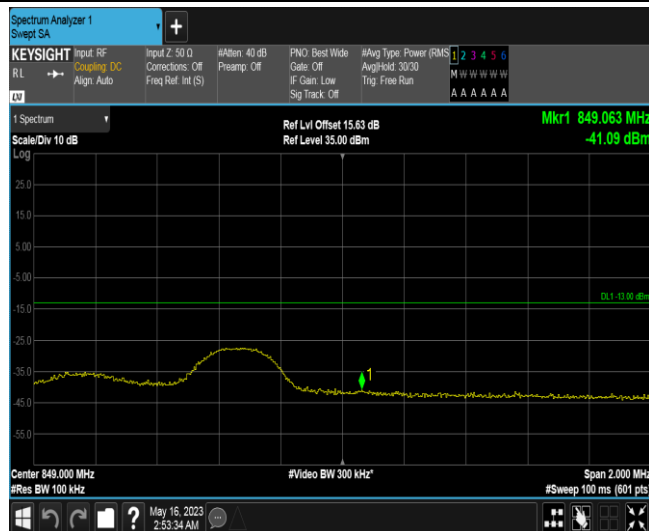 Spectrum Analyzer 1
Swept SA
+
KEYSIGHT
RL
Input: RF
Coupling: DC
Align: Auto
Input Z: 50 Ω
Corrections: Off
Freq Ref: Int (S)
#Atten: 40 dB
Preamp: Off
PNO: Best Wide
Gate: Off
IF Gain: Low
Sig Track: Off
#Avg Type: Power (RMS
Avg|Hold: 30/30
Trig: Free Run
1 2 3 4 5 6
M W W W W W
A A A A A A
LXI
1 Spectrum
Scale/Div 10 dB
Ref Lvl Offset 15.63 dB
Ref Level 35.00 dBm
Mkr1 849.063 MHz
-41.09 dBm
Log
25.0
15.0
5.00
-5.00
DL1 -13.00 dBm
-15.0
-25.0
-35.0
1
-45.0
-55.0
Center 849.000 MHz
#Res BW 100 kHz
#Video BW 300 kHz*
Span 2.000 MHz
#Sweep 100 ms (601 pts)
?
May 16, 2023
2:53:34 AM